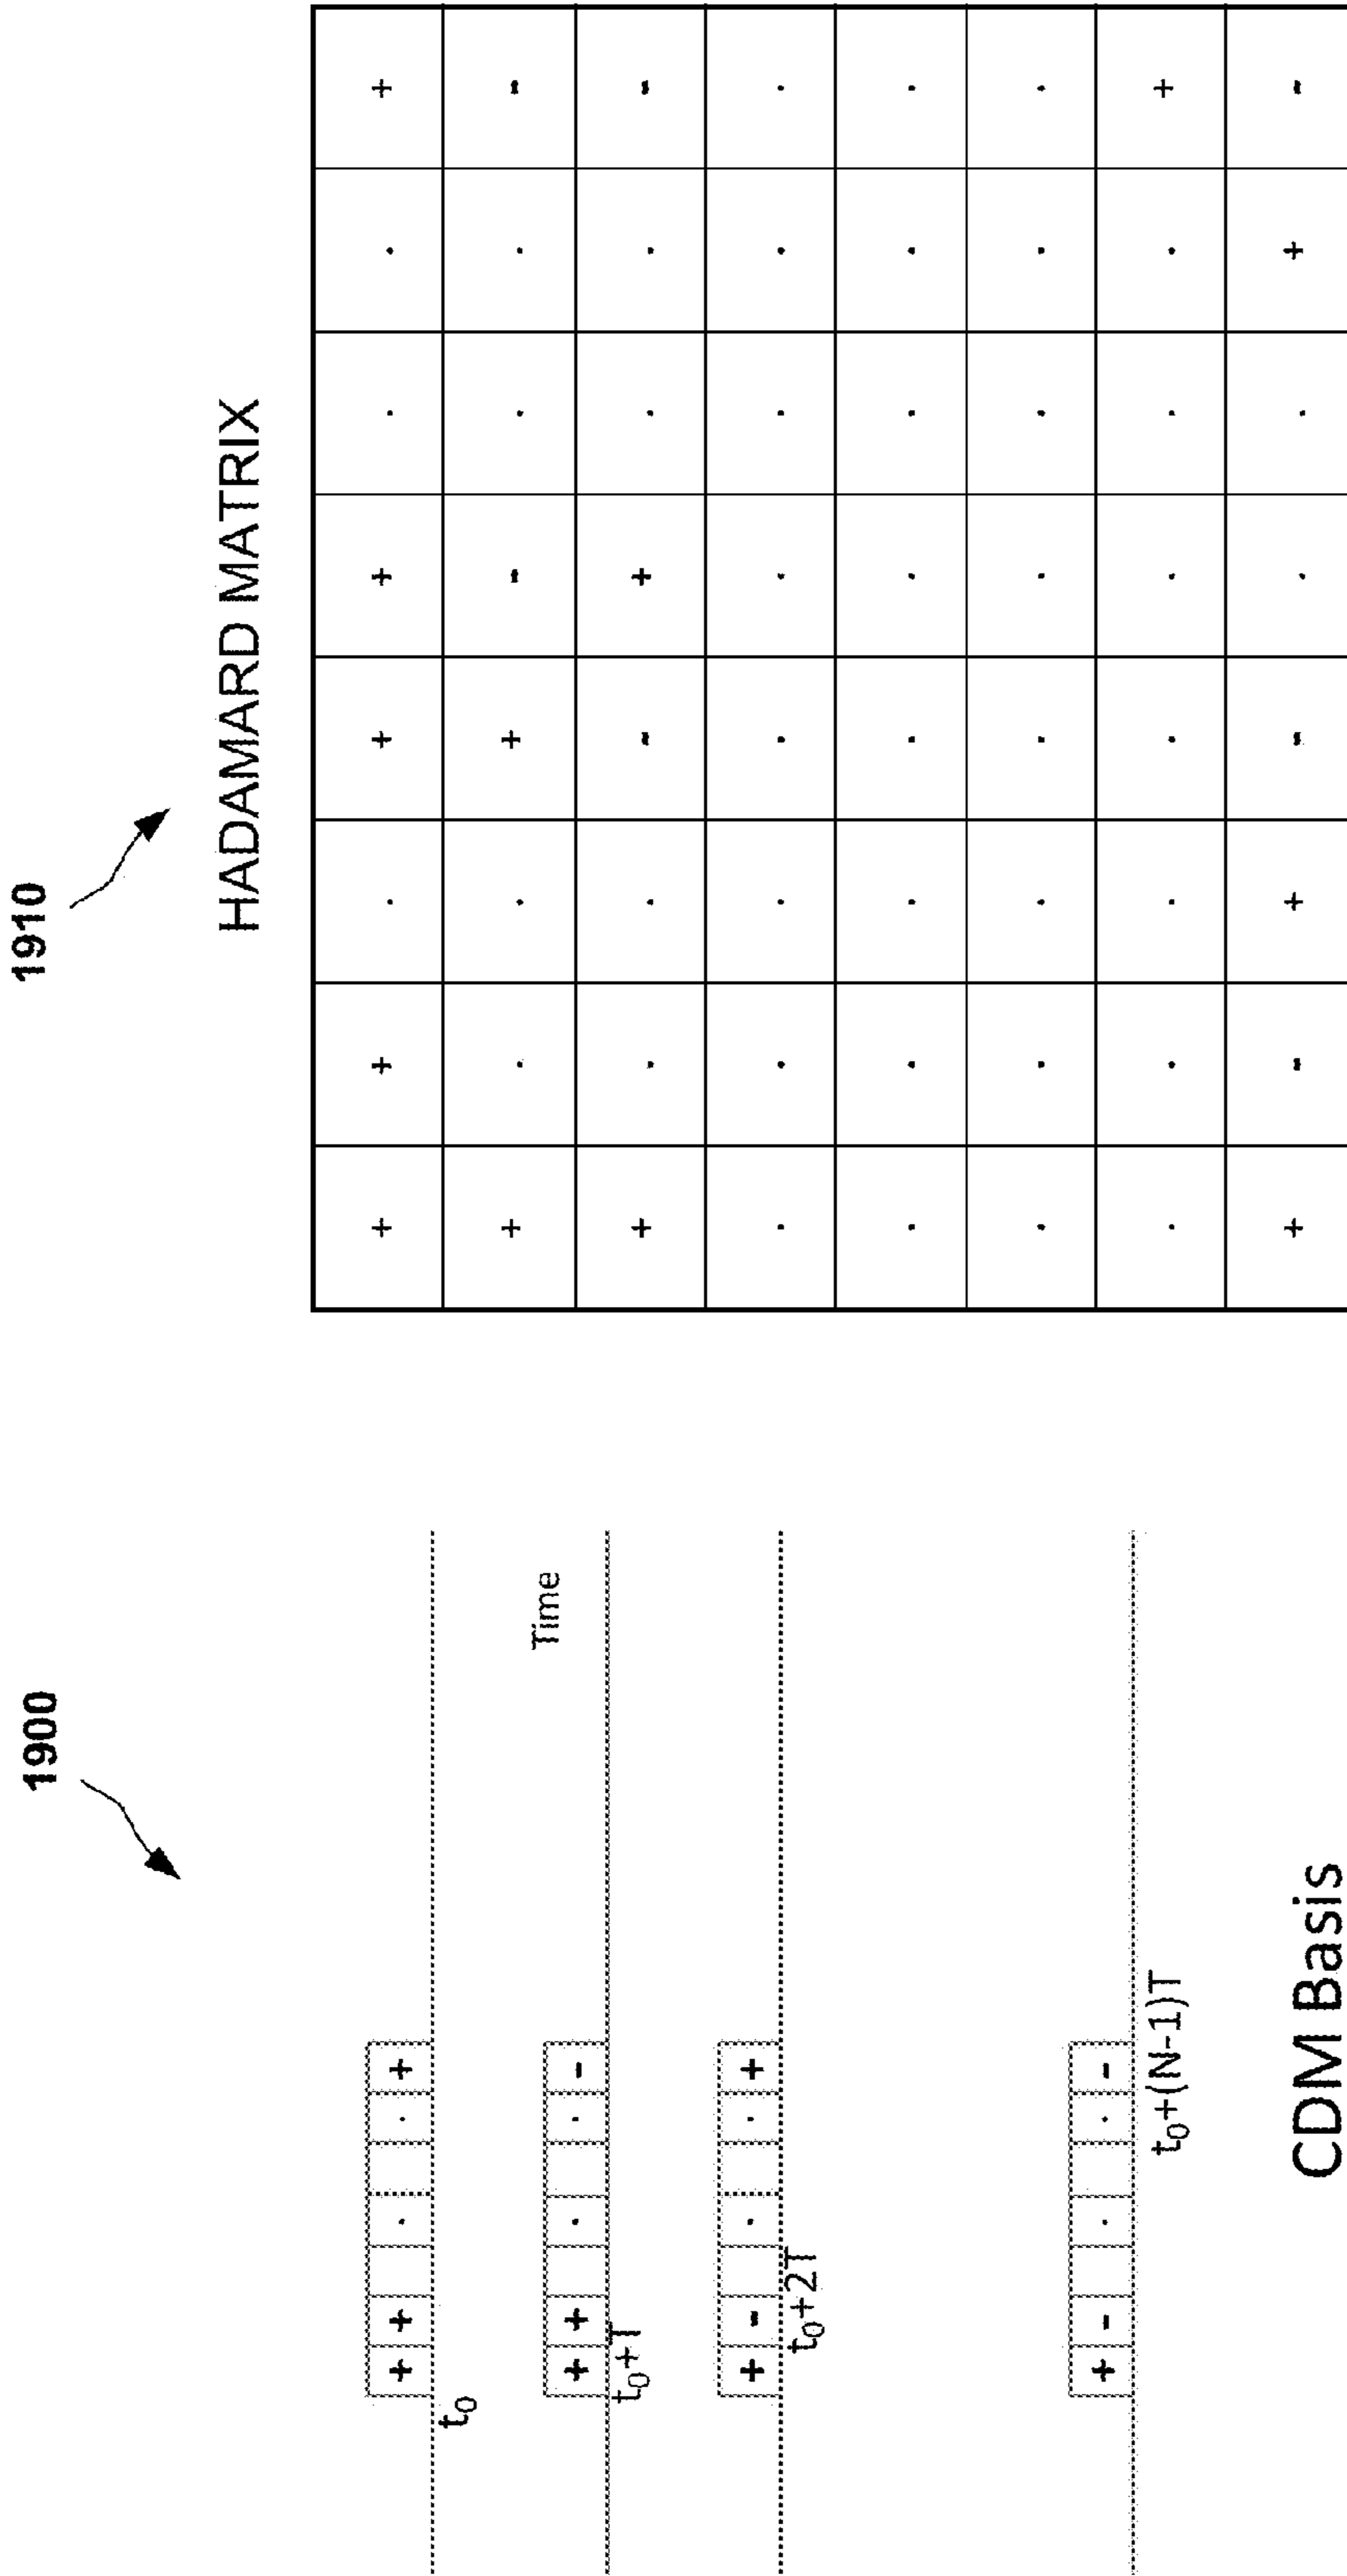 1900
+ + . . +
t₀
Time
+ + . . -
t₀+T
+ - . . +
t₀+2T
+ - . . -
t₀+(N-1)T
CDM Basis
1910
HADAMARD MATRIX
+ + . + + . . +
+ . . + - . . -
+ . . - + . . -
. . . . . . . .
. . . . . . . .
. . . . . . . .
. . . . . . . +
+ - + - . . + -